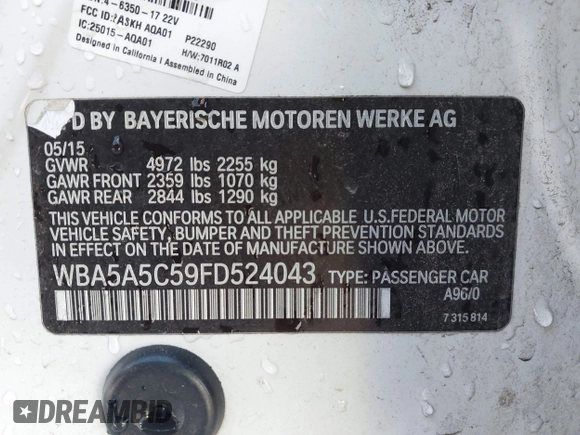 4-6350-17 22V
FCC ID:2ASKH AQA01
IC:25015-AQA01
P22290
H/W:7011R02 A
Designed in California I Assembled in China
BY BAYERISCHE MOTOREN WERKE AG
05/15
GVWR 4972 lbs 2255 kg
GAWR FRONT 2359 lbs 1070 kg
GAWR REAR 2844 lbs 1290 kg
THIS VEHICLE CONFORMS TO ALL APPLICABLE U.S.FEDERAL MOTOR
VEHICLE SAFETY, BUMPER AND THEFT PREVENTION STANDARDS
IN EFFECT ON THE DATE OF MANUFACTURE SHOWN ABOVE.
WBA5A5C59FD524043 TYPE: PASSENGER CAR
A96/0
7 315 814
DREAMBID